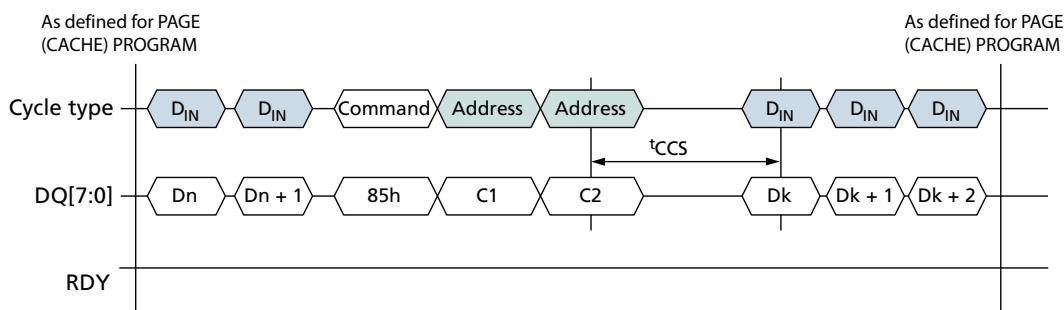 As defined for PAGE
(CACHE) PROGRAM
As defined for PAGE
(CACHE) PROGRAM
Cycle type DIN DIN Command Address Address DIN DIN DIN
tCCS
DQ[7:0] Dn Dn + 1 85h C1 C2 Dk Dk + 1 Dk + 2
RDY